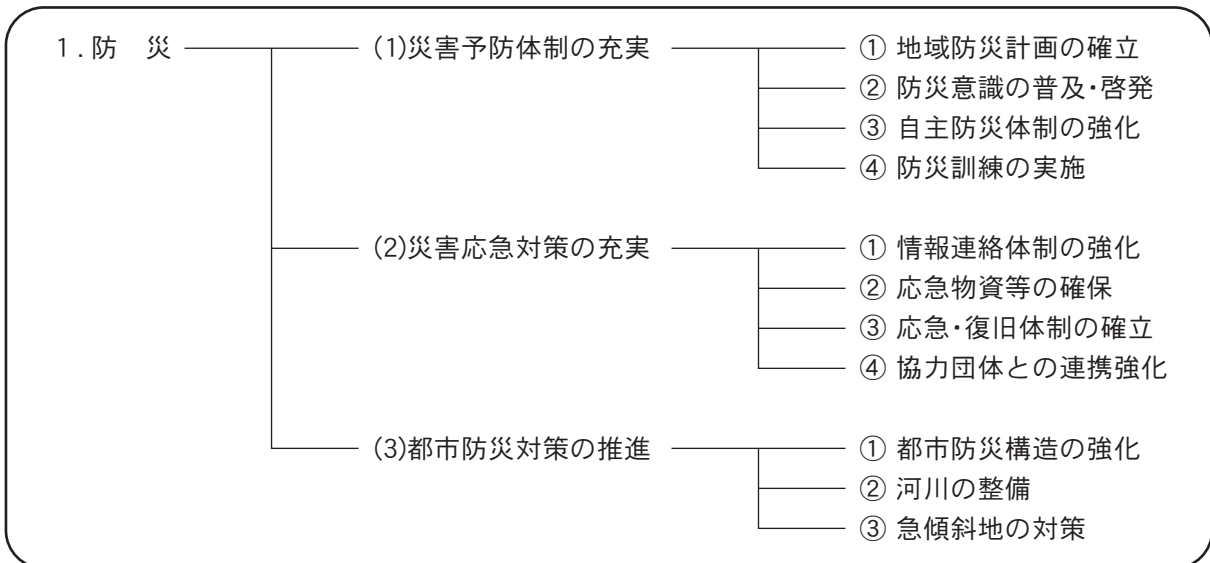 1.防 災
(1)災害予防体制の充実
① 地域防災計画の確立
② 防災意識の普及・啓発
③ 自主防災体制の強化
④ 防災訓練の実施
(2)災害応急対策の充実
① 情報連絡体制の強化
② 応急物資等の確保
③ 応急・復旧体制の確立
④ 協力団体との連携強化
(3)都市防災対策の推進
① 都市防災構造の強化
② 河川の整備
③ 急傾斜地の対策